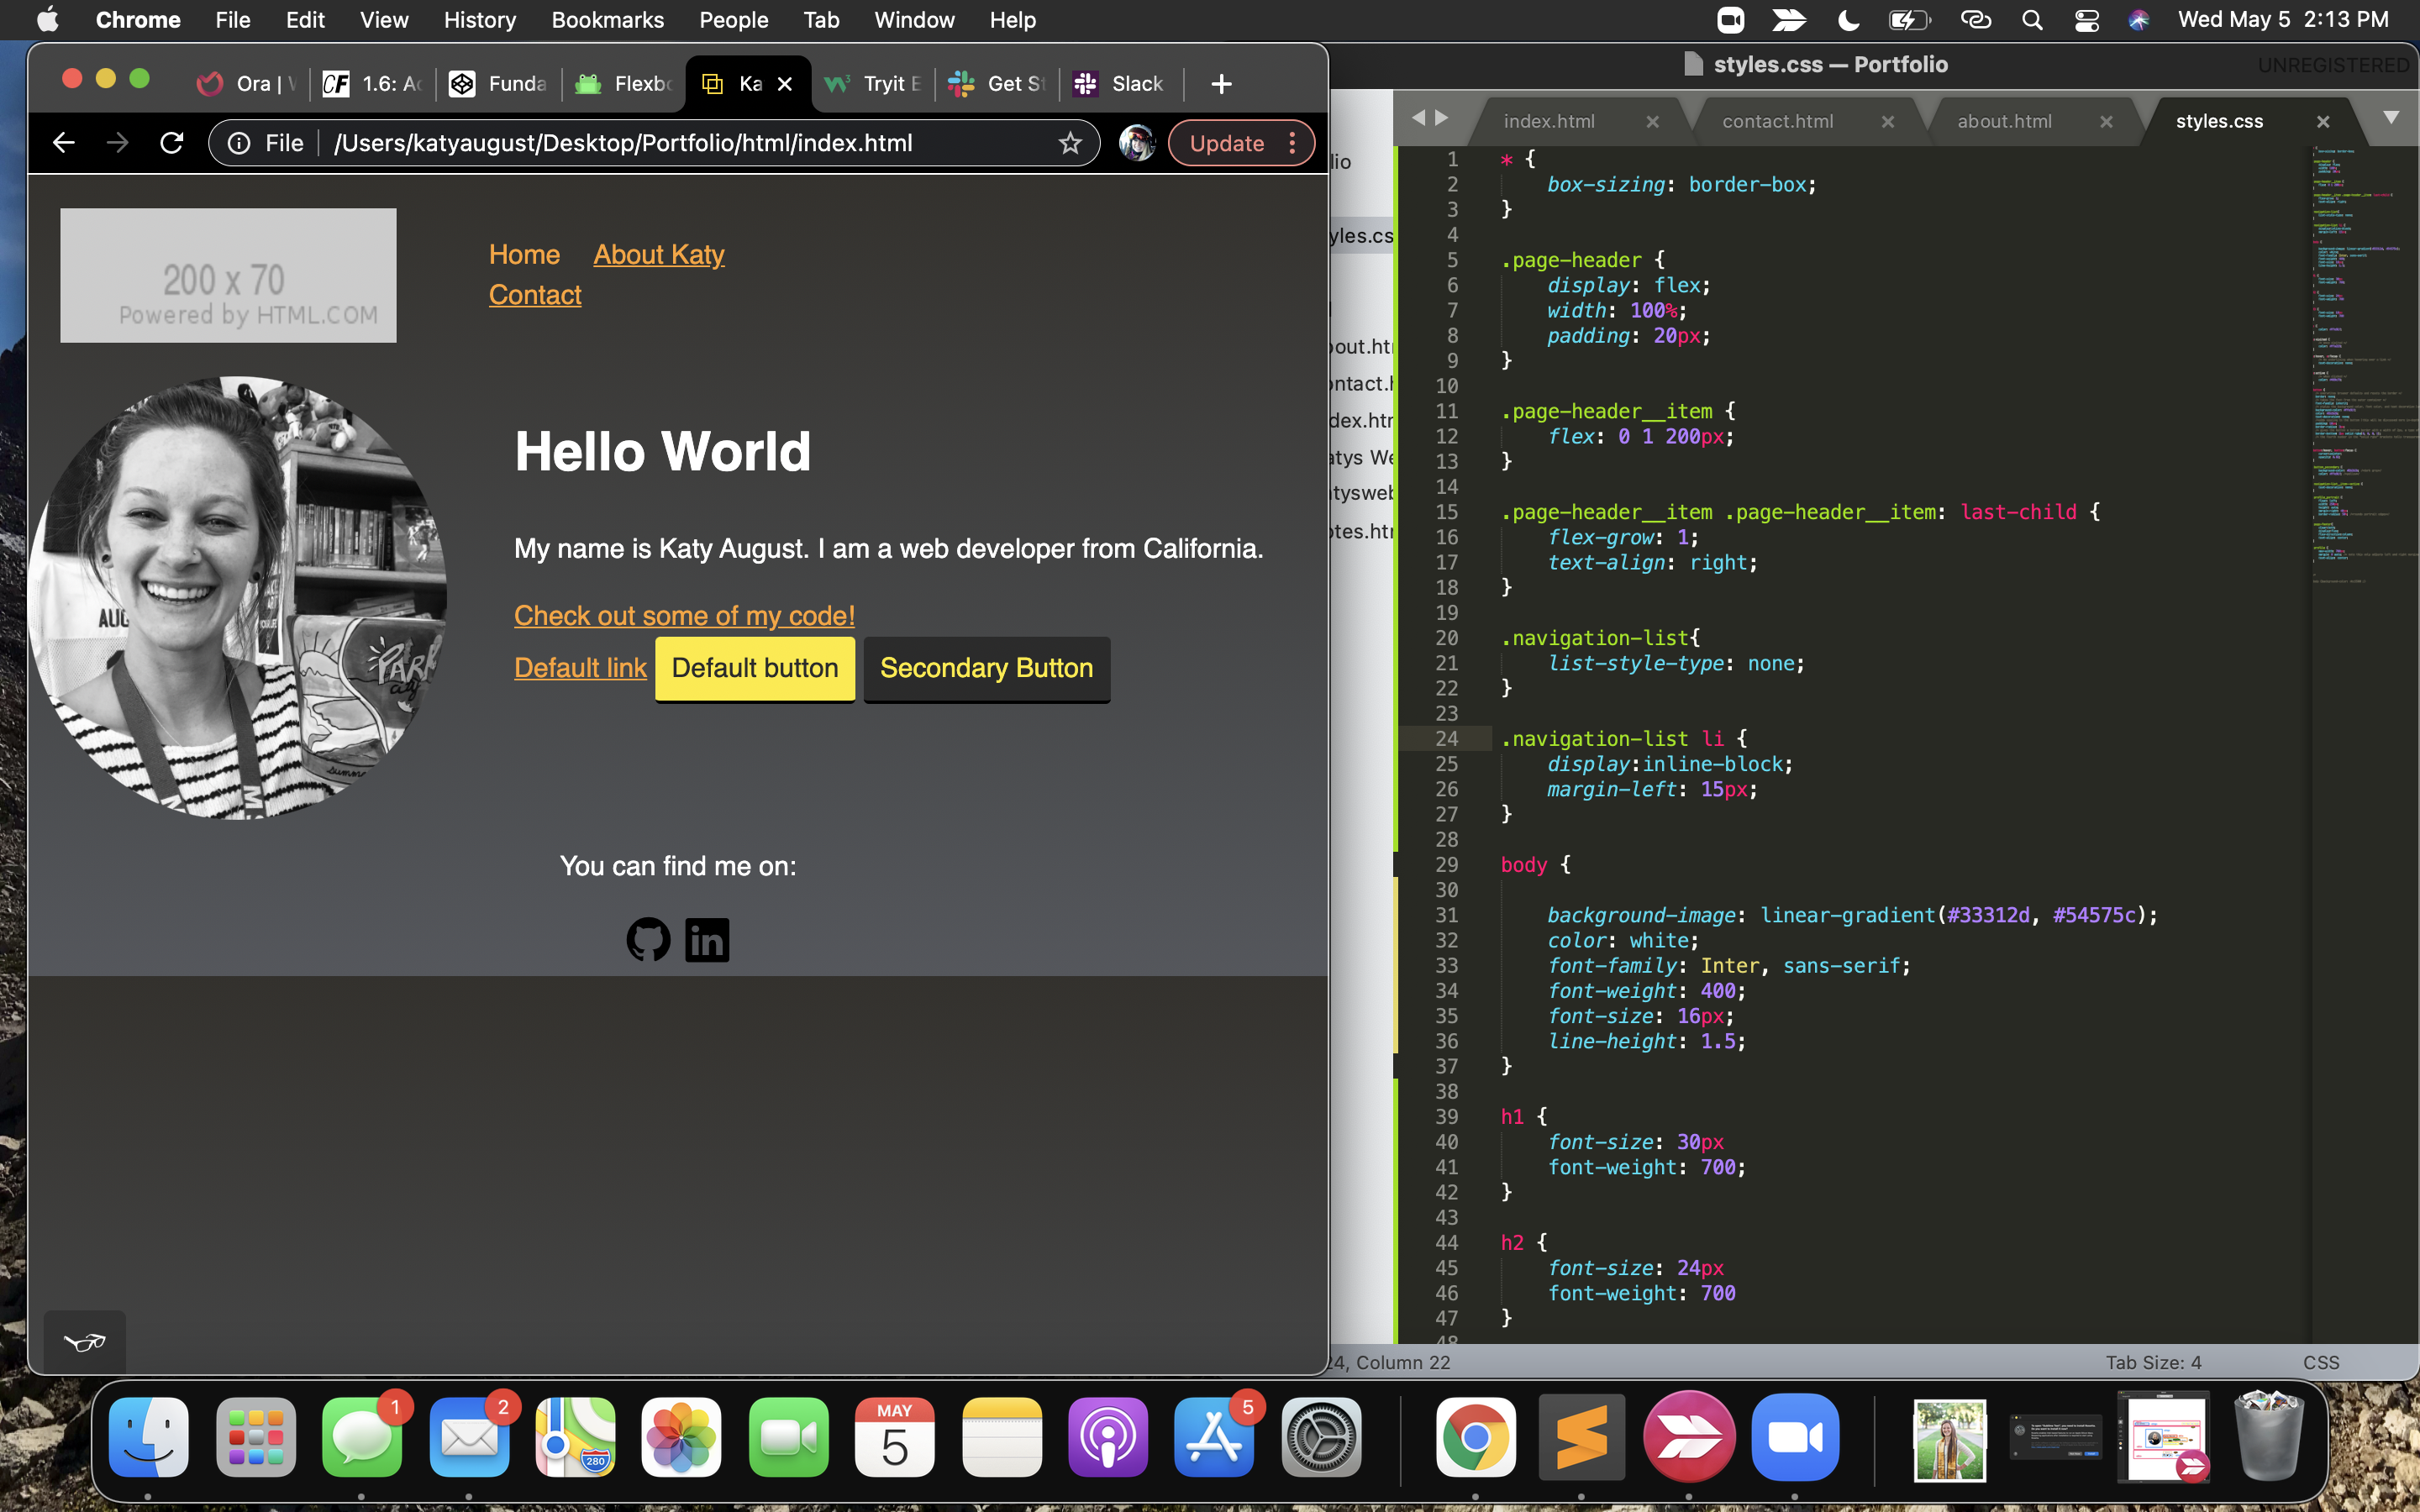 Chrome File Edit View History Bookmarks People Tab Window Help Wed May 5 2:13 PM
Ora | 1.6: Ac Funda Flexbo Ka Tryit E Get St Slack
File /Users/katyaugust/Desktop/Portfolio/html/index.html Update
200 x 70
Powered by HTML.COM
Home About Katy
Contact
Hello World
My name is Katy August. I am a web developer from California.
Check out some of my code!
Default link Default button Secondary Button
You can find me on:
in
AUG
PARK
styles.css — Portfolio
UNREGISTERED
lio
yles.cs
out.ht
ontact.h
dex.htr
atys We
tysweb
otes.htr
index.html contact.html about.html styles.css
1 * {
2 box-sizing: border-box;
3 }
4
5 .page-header {
6 display: flex;
7 width: 100%;
8 padding: 20px;
9 }
10
11 .page-header__item {
12 flex: 0 1 200px;
13 }
14
15 .page-header__item .page-header__item: last-child {
16 flex-grow: 1;
17 text-align: right;
18 }
19
20 .navigation-list{
21 list-style-type: none;
22 }
23
24 .navigation-list li {
25 display:inline-block;
26 margin-left: 15px;
27 }
28
29 body {
30
31 background-image: linear-gradient(#33312d, #54575c);
32 color: white;
33 font-family: Inter, sans-serif;
34 font-weight: 400;
35 font-size: 16px;
36 line-height: 1.5;
37 }
38
39 h1 {
40 font-size: 30px
41 font-weight: 700;
42 }
43
44 h2 {
45 font-size: 24px
46 font-weight: 700
47 }
48
24, Column 22 Tab Size: 4 CSS
1
2
280
MAY
5
5